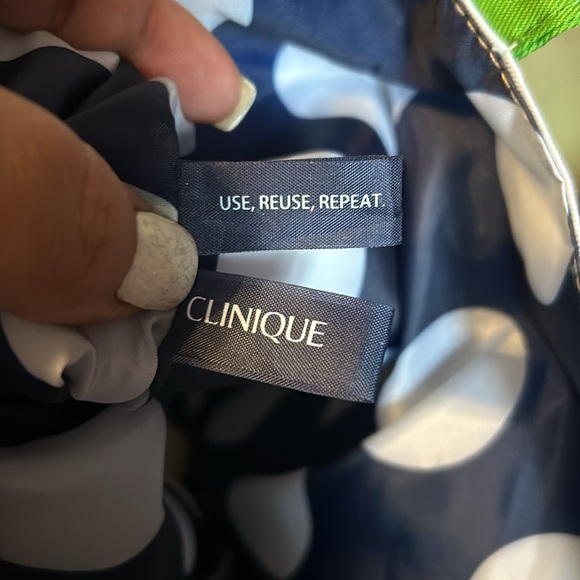 USE, REUSE, REPEAT.
CLINIQUE